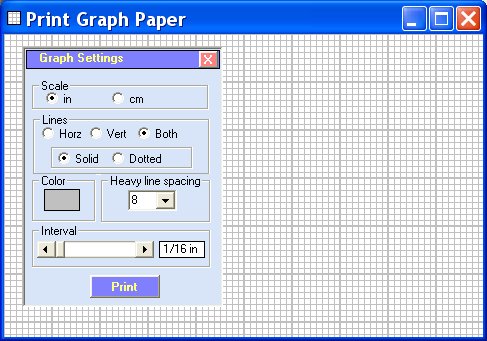 Print Graph Paper
Graph Settings
Scale
in cm
Lines
Horz Vert Both
Solid Dotted
Color Heavy line spacing
8
Interval
1/16 in
Print